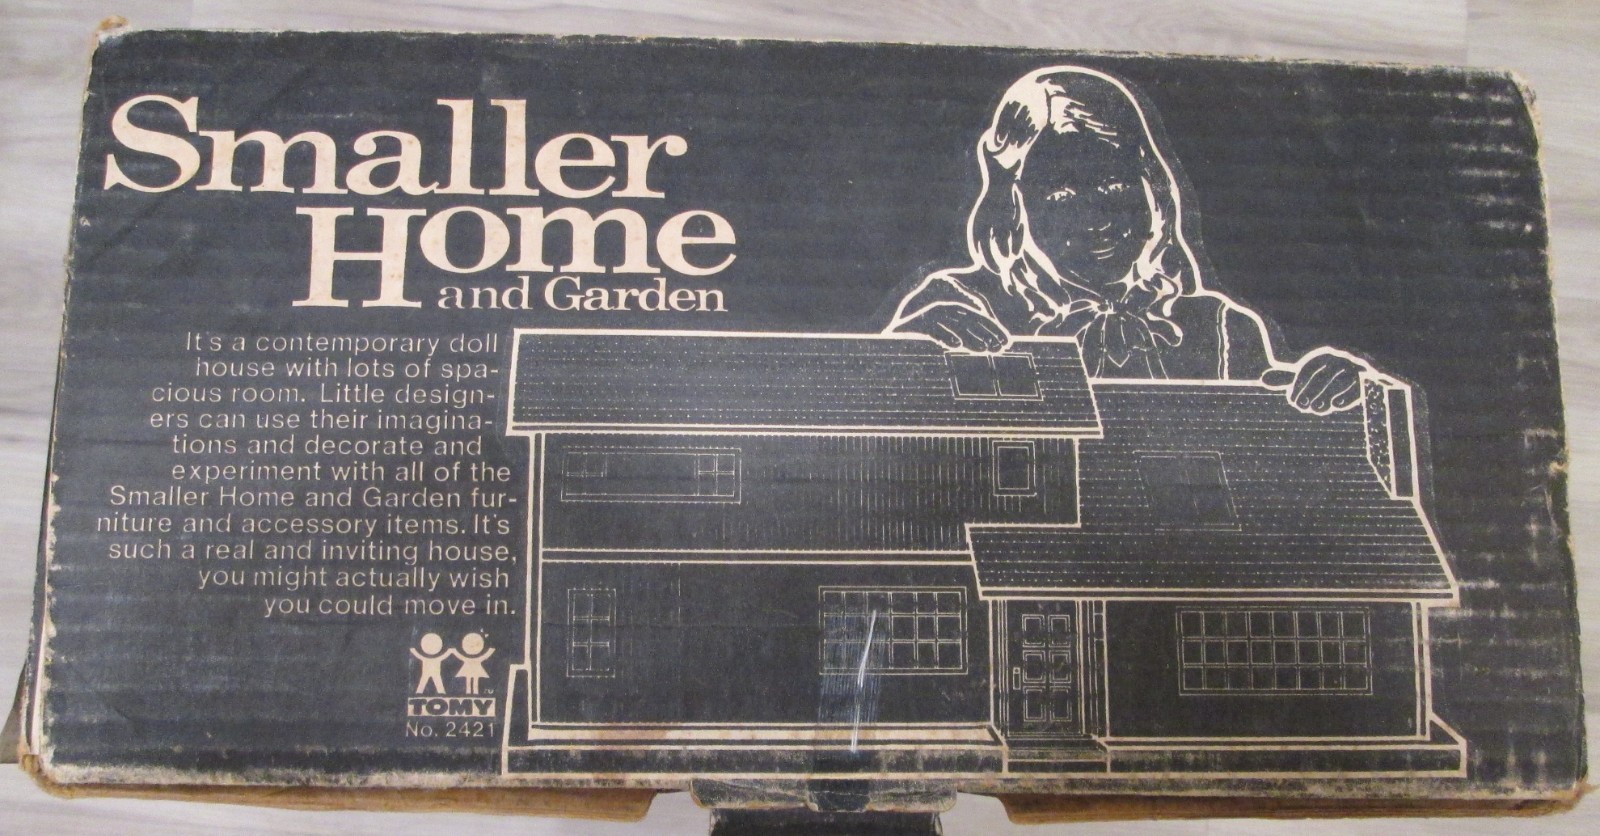 Smaller
Home
and Garden
It's a contemporary doll
house with lots of spa-
cious room. Little design-
ers can use their imagina-
tions and decorate and
experiment with all of the
Smaller Home and Garden fur-
niture and accessory items. It's
such a real and inviting house,
you might actually wish
you could move in.
TOMY
No. 2421